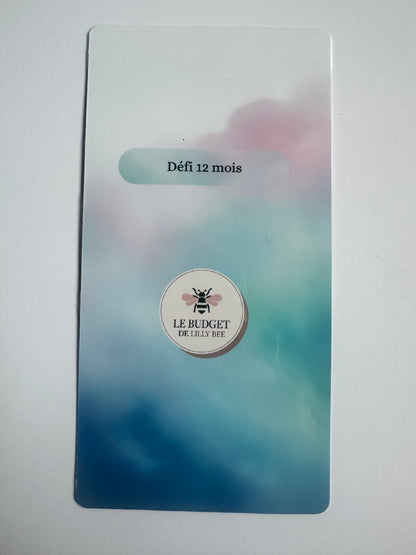 Défi 12 mois
LE BUDGET
DE LILLY BEE